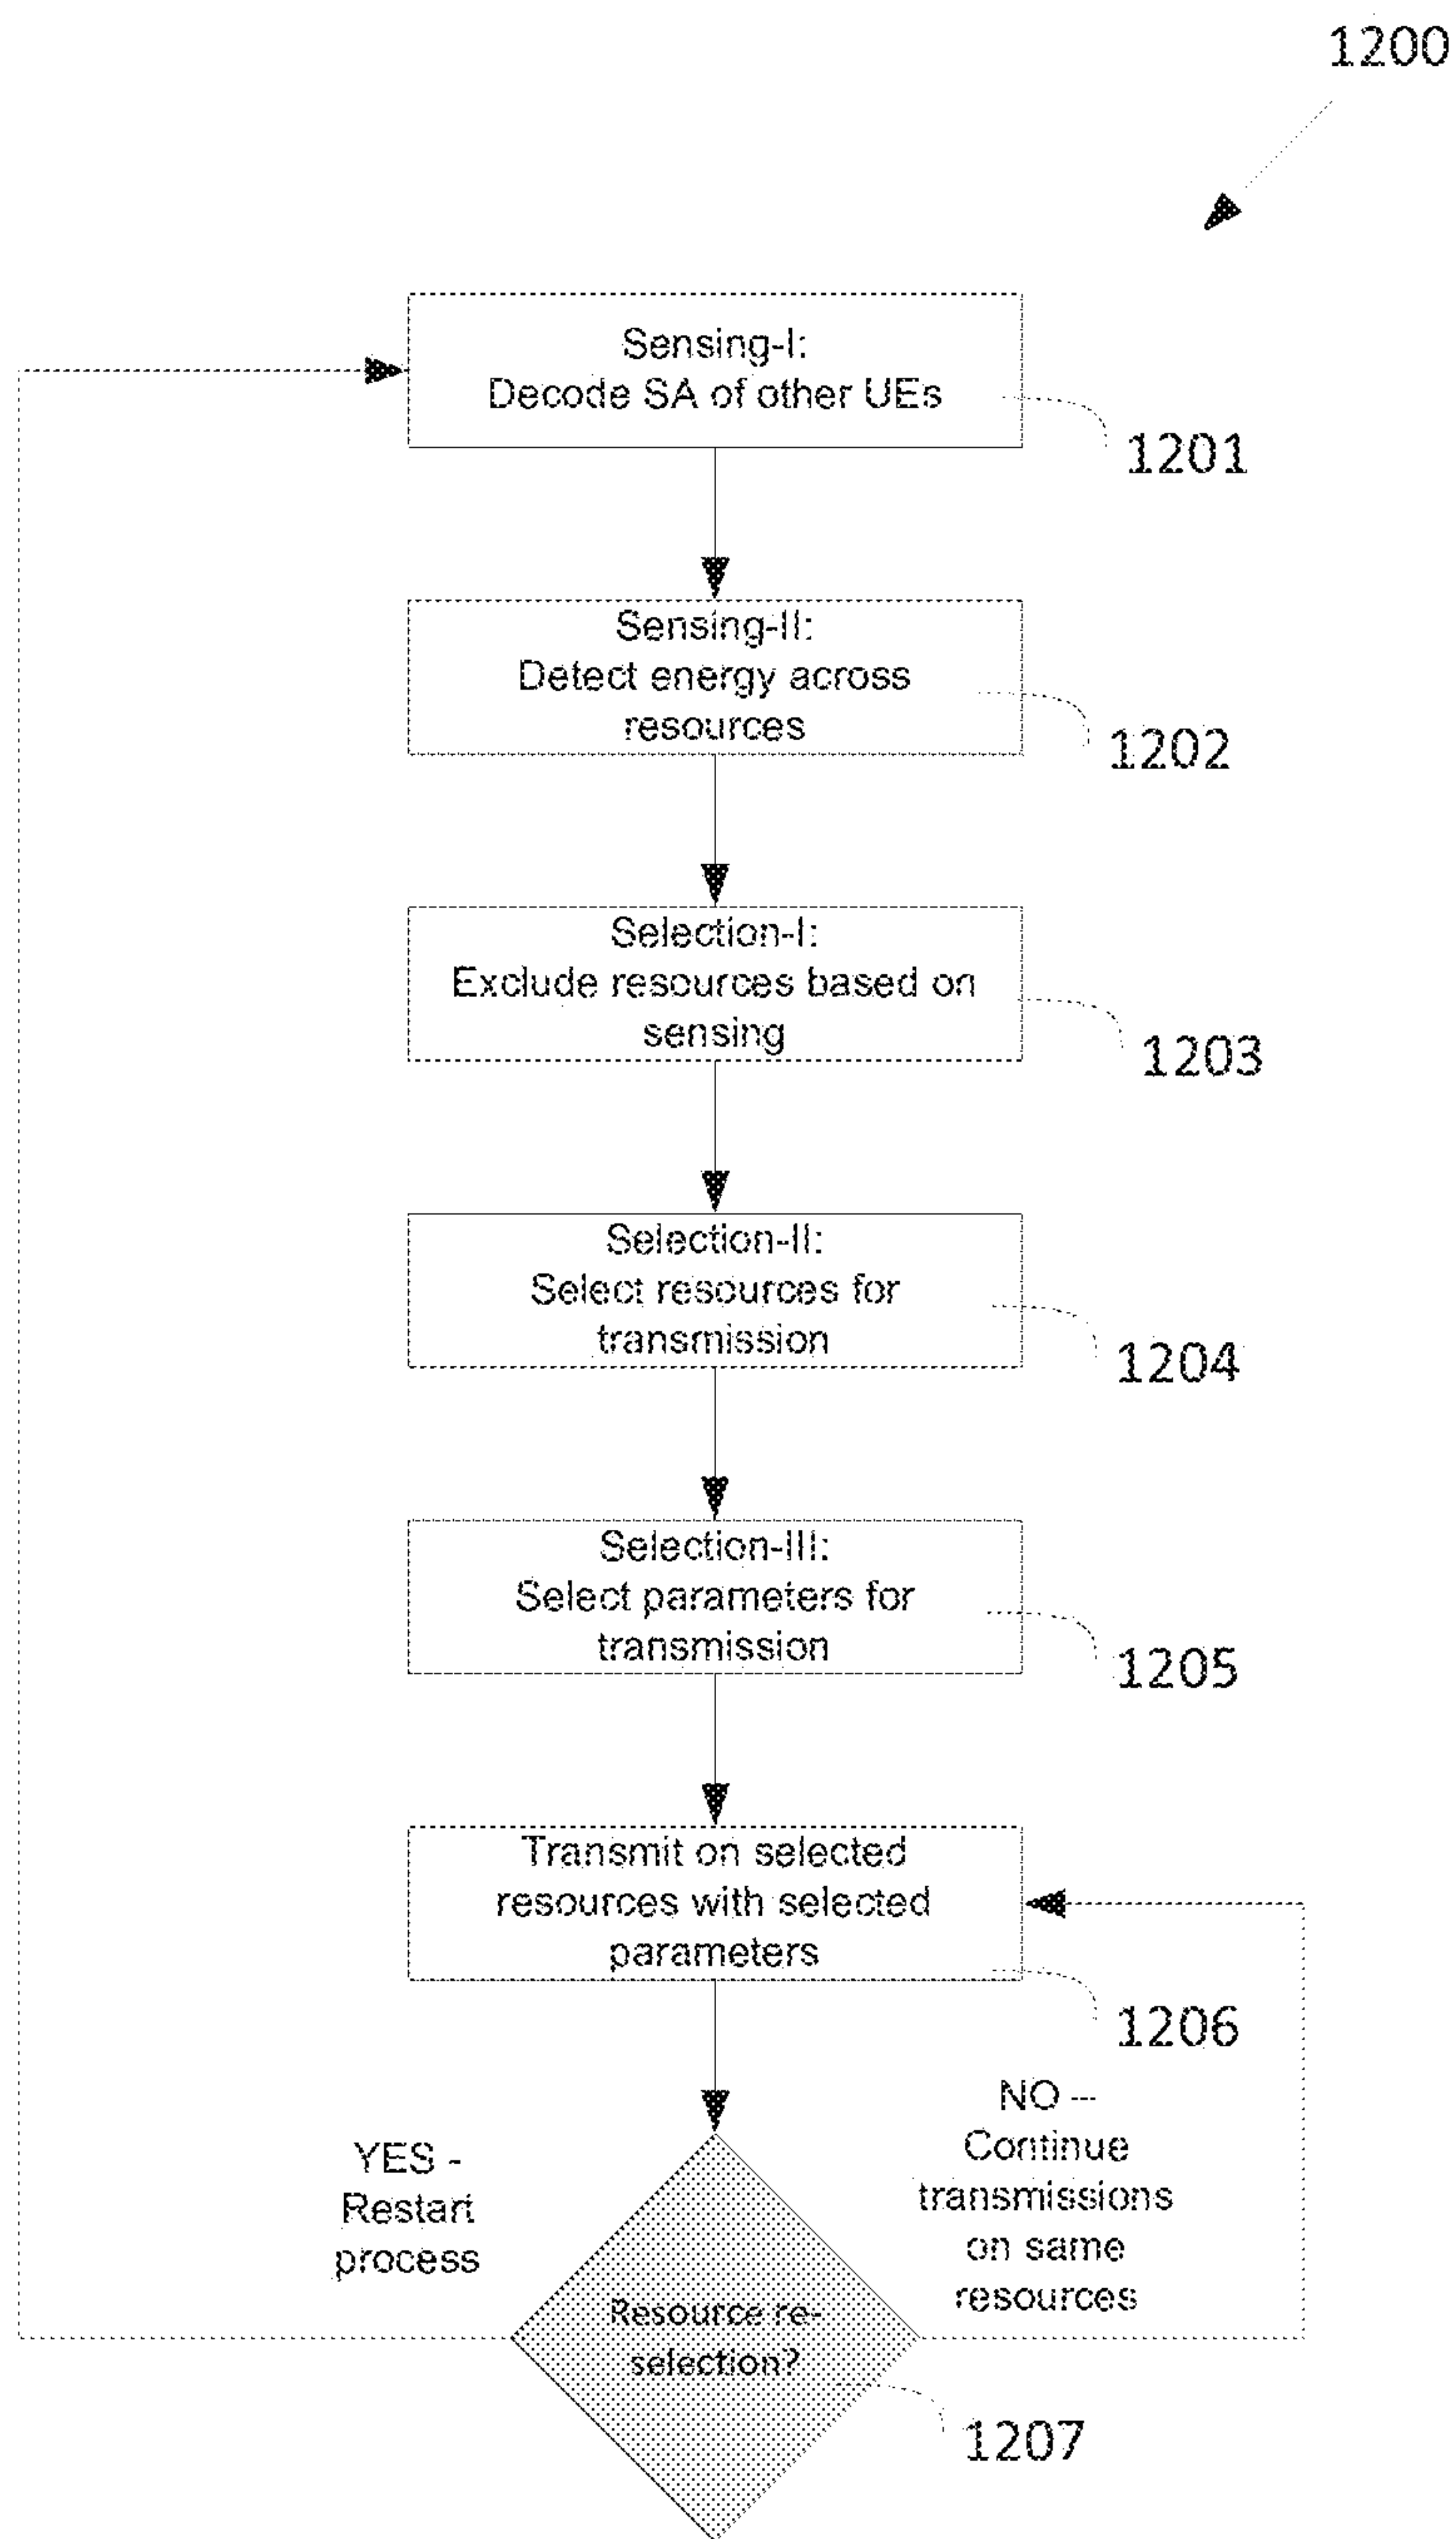 1200
Sensing-I:
Decode SA of other UEs
1201
Sensing-II:
Detect energy across
resources
1202
Selection-I:
Exclude resources based on
sensing
1203
Selection-II:
Select resources for
transmission
1204
Selection-III:
Select parameters for
transmission
1205
Transmit on selected
resources with selected
parameters
1206
YES -
Restart
process
NO --
Continue
transmissions
on same
resources
Resource re-
selection?
1207